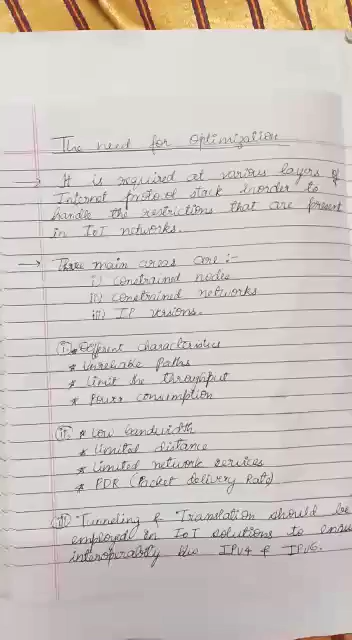 The need for optimization
→ It is required at various layers of
Internet protocol stack inorder to
handle the restrictions that are present
in IoT networks.
→ Three main areas are :-
i) constrained nodes
ii) constrained networks
iii) IP versions.
(i) * Different characteristics
* Unreliable Paths
* Limit the throughput
* Power consumption
(ii) * Low bandwidth
* Limited distance
* Limited network services
* PDR (Packet Delivery Rate)
(iii) Tunneling & Translation should be
employed in IoT solutions to ensure
interoperability b/w IPv4 & IPv6.